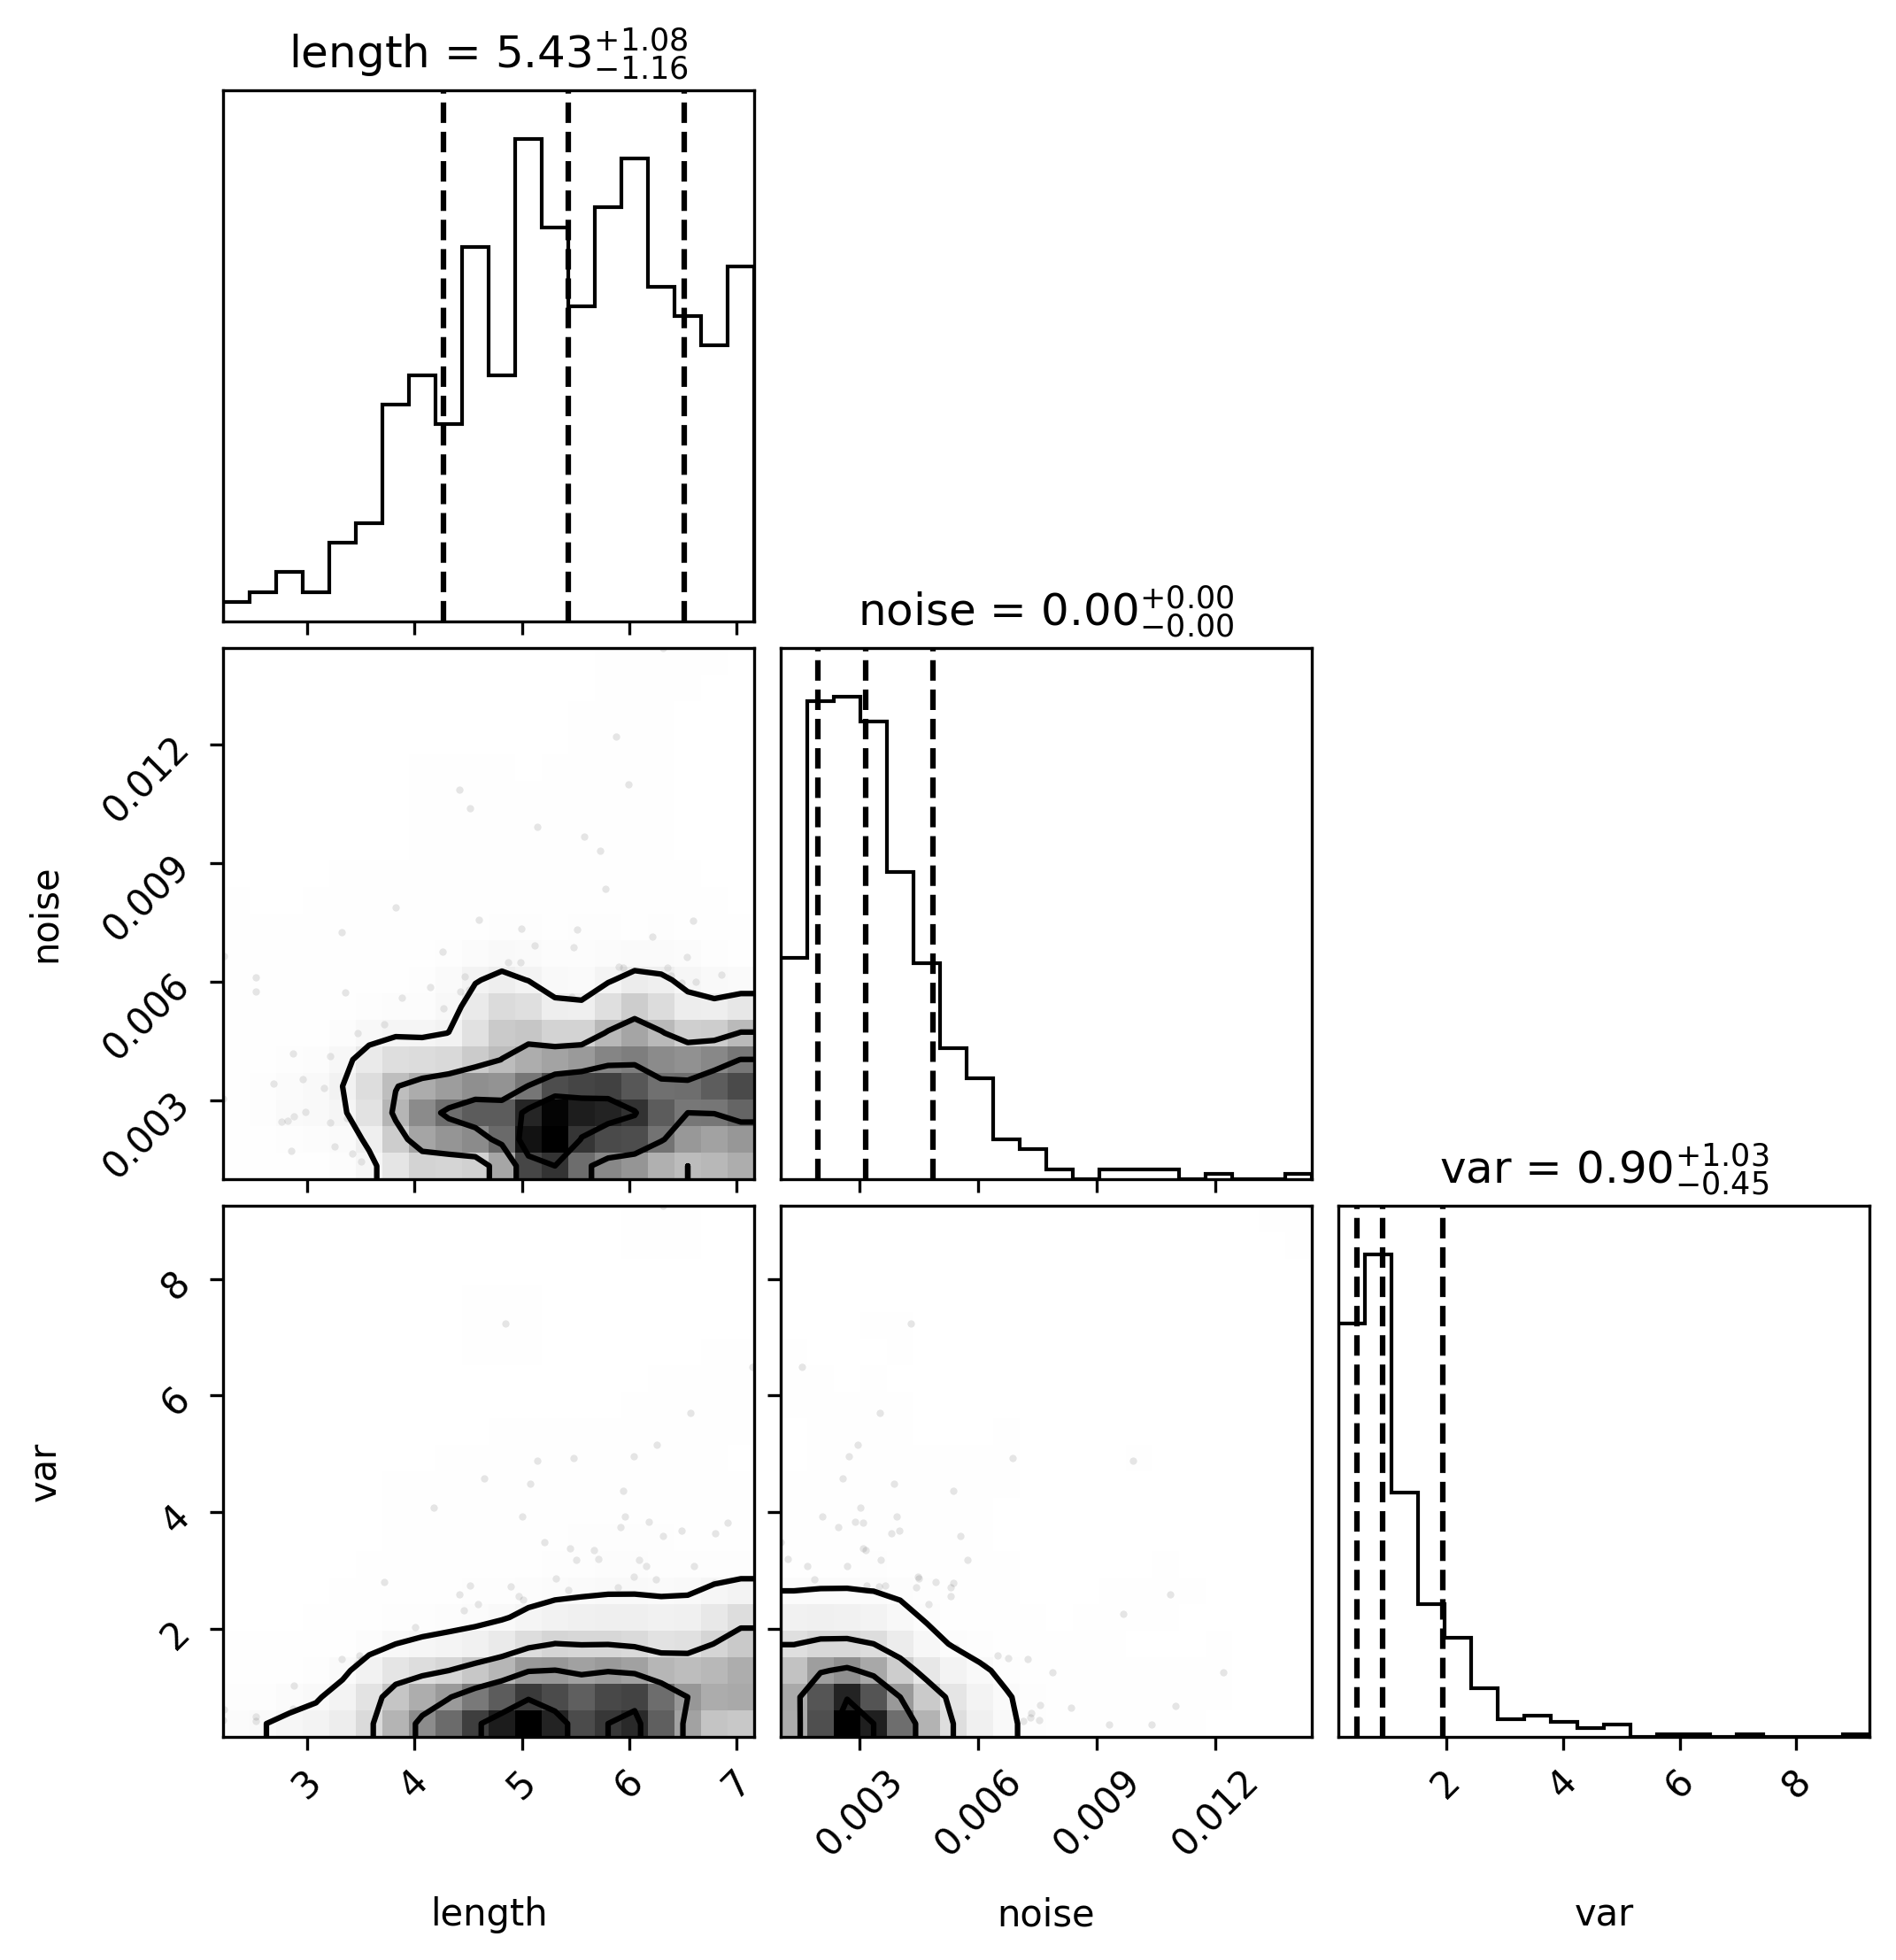 length = 5.43 +1.08 −1.16
noise = 0.00 +0.00 −0.00
0.012
0.009
noise
0.006
0.003
var = 0.90 +1.03 −0.45
8
6
var
4
2
3 4 5 6 7 0.003 0.006 0.009 0.012 2 4 6 8
length noise var